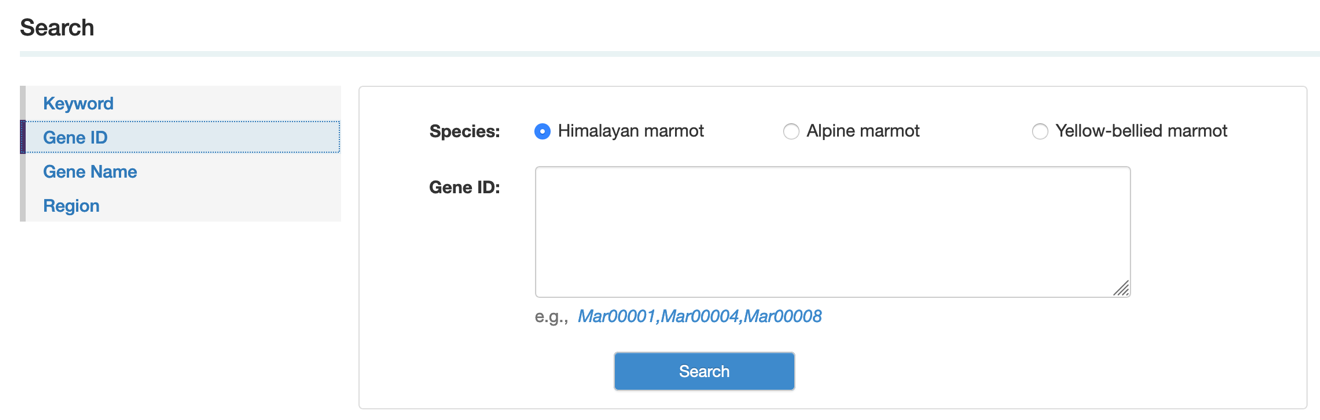 Search
Keyword
Gene ID
Gene Name
Region
Species: Himalayan marmot Alpine marmot Yellow-bellied marmot
Gene ID:
e.g., Mar00001,Mar00004,Mar00008
Search